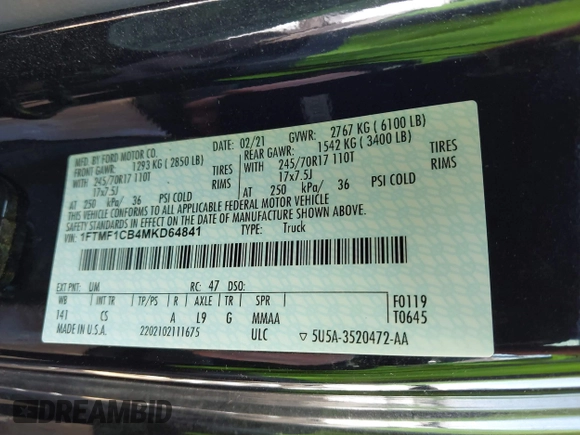 MFD. BY FORD MOTOR CO. 02/21 GVWR: 2767 KG ( 6100 LB)
FRONT GAWR: 1293 KG ( 2850 LB) REAR GAWR: 1542 KG ( 3400 LB)
WITH 245/70R17 110T TIRES WITH 245/70R17 110T TIRES
17x7.5J 17x7.5J
AT 250 kPa/ 36 PSI COLD AT 250 kPa/ 36 PSI COLD
THIS VEHICLE CONFORMS TO ALL APPLICABLE FEDERAL MOTOR VEHICLE
SAFETY STANDARDS IN EFFECT ON THE DATE OF MANUFACTURE SHOWN ABOVE.
VIN: 1FTMF1CB4MKD64841 TYPE: Truck
EXT PNT: UM RC: 47 DSO:
WB INT TR TP/PS R AXLE TR SPR F0119
141 CS A L9 G MMAA T0645
MADE IN U.S.A. 2202102111675 ULC ▽ 5U5A-3520472-AA
DREAMBID